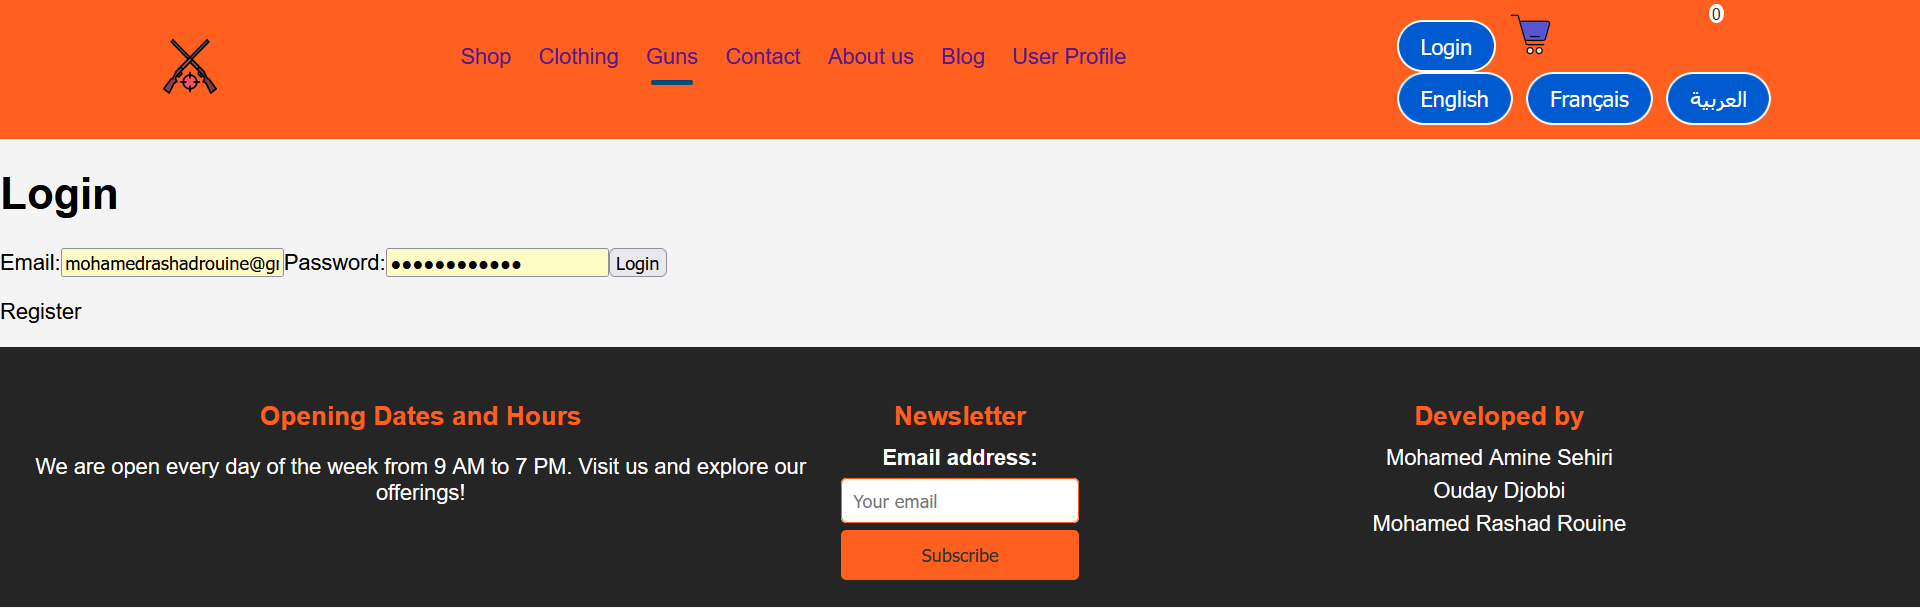 Shop Clothing Guns Contact About us Blog User Profile
Login
0
English Français العربية
Login
Email: mohamedrashadrouine@gr Password: ●●●●●●●●●●●● Login
Register
Opening Dates and Hours
We are open every day of the week from 9 AM to 7 PM. Visit us and explore our
offerings!
Newsletter
Email address:
Your email
Subscribe
Developed by
Mohamed Amine Sehiri
Ouday Djobbi
Mohamed Rashad Rouine